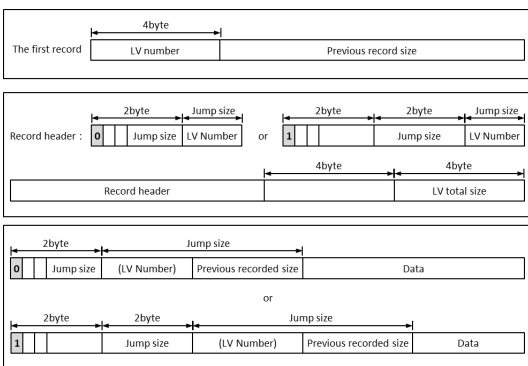 4byte
The first record LV number Previous record size
2byte Jump size 2byte 2byte Jump size
Record header : 0 Jump size LV Number or 1 Jump size LV Number
4byte 4byte
Record header LV total size
2byte Jump size
0 Jump size (LV Number) Previous recorded size Data
or
2byte 2byte Jump size
1 Jump size (LV Number) Previous recorded size Data